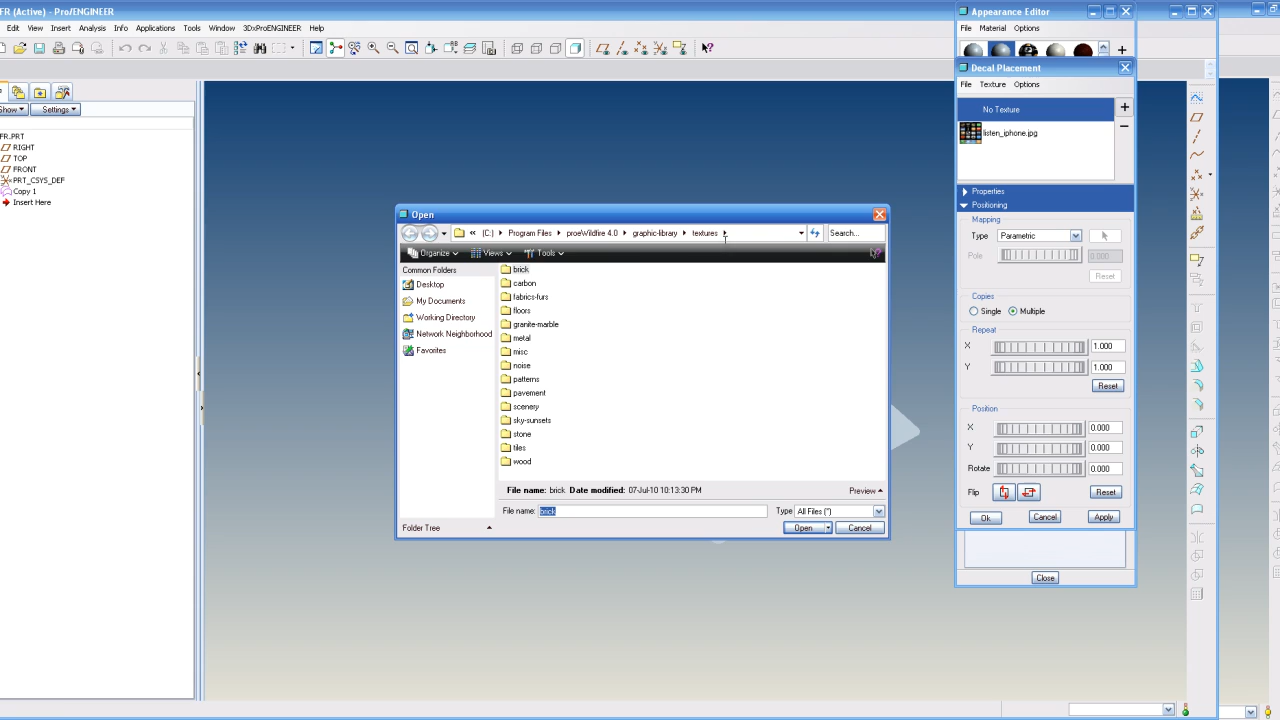 FR (Active) - Pro/ENGINEER
Edit View Insert Analysis Info Applications Tools Window 3DxPro/ENGINEER Help
Show Settings
FR.PRT
RIGHT
TOP
FRONT
PRT_CSYS_DEF
Copy 1
Insert Here
Open
(C:) Program Files proeWildfire 4.0 graphic-library textures Search...
Organize Views Tools
Common Folders
Desktop
My Documents
Working Directory
Network Neighborhood
Favorites
brick
carbon
fabrics-furs
floors
granite-marble
metal
misc
noise
patterns
pavement
scenery
sky-sunsets
stone
tiles
wood
File name: brick Date modified: 07-Jul-10 10:13:30 PM Preview
File name: brick Type All Files (*)
Folder Tree Open Cancel
Appearance Editor
File Material Options
Decal Placement
File Texture Options
No Texture
listen_iphone.jpg
Properties
Positioning
Mapping
Type Parametric
Pole 0.000
Reset
Copies
Single Multiple
Repeat
X 1.000
Y 1.000
Reset
Position
X 0.000
Y 0.000
Rotate 0.000
Flip Reset
Ok Cancel Apply
Close